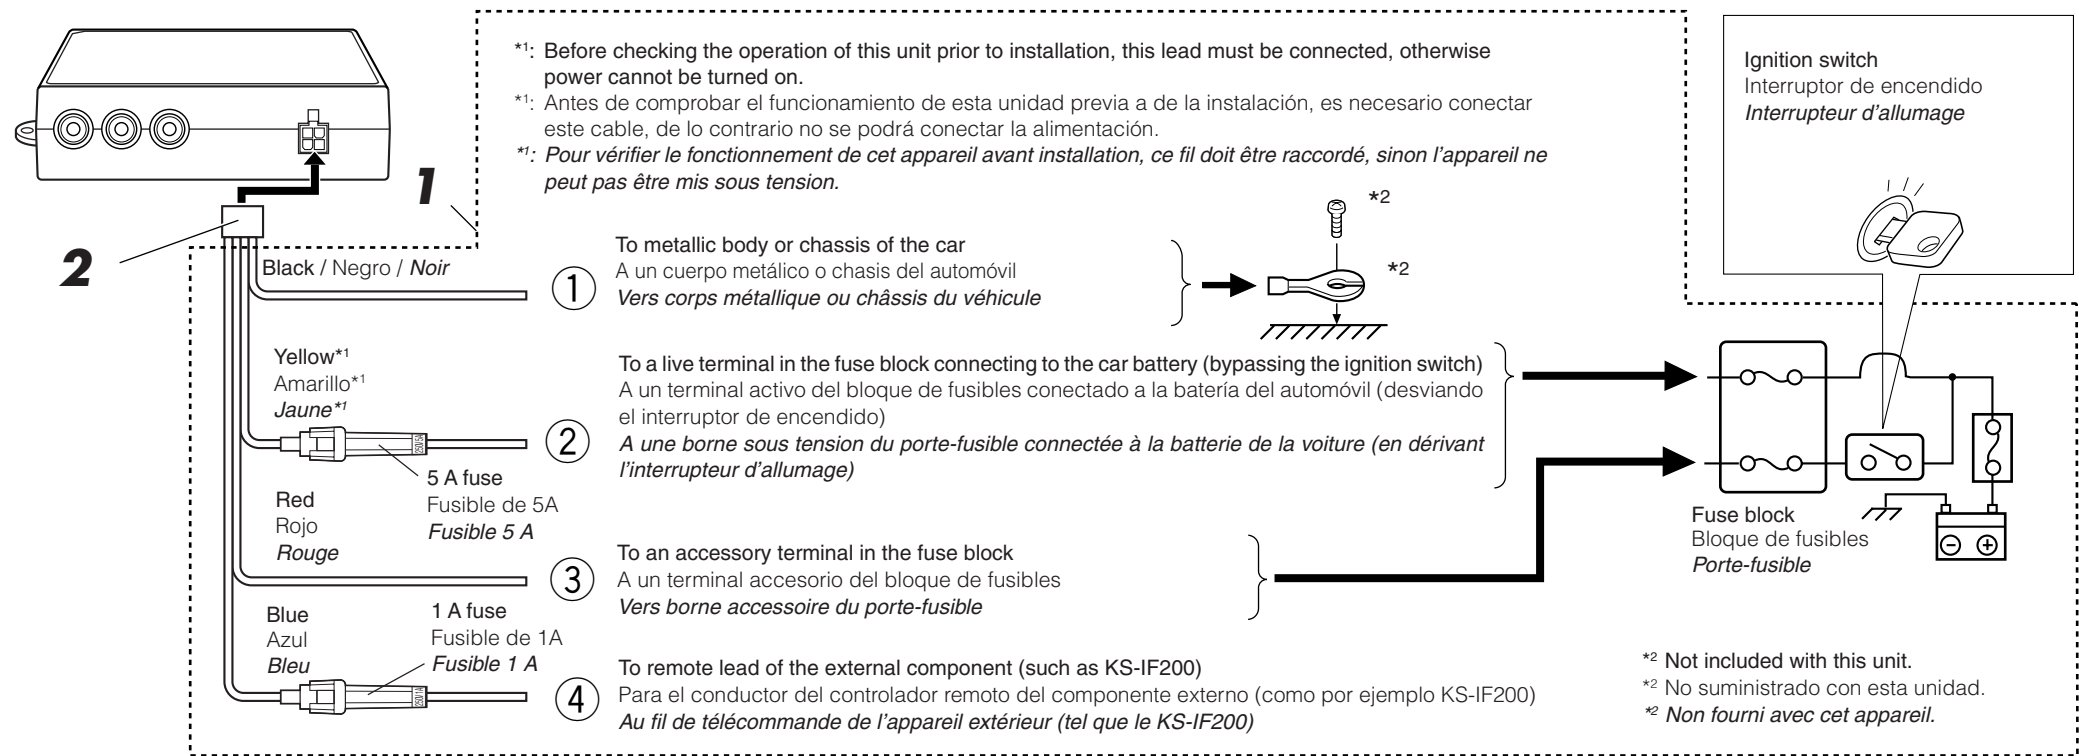 *1: Before checking the operation of this unit prior to installation, this lead must be connected, otherwise
power cannot be turned on.
*1: Antes de comprobar el funcionamiento de esta unidad previa a de la instalación, es necesario conectar
este cable, de lo contrario no se podrá conectar la alimentación.
*1: Pour vérifier le fonctionnement de cet appareil avant installation, ce fil doit être raccordé, sinon l'appareil ne
peut pas être mis sous tension.
Ignition switch
Interruptor de encendido
Interrupteur d'allumage
1
2
*2
*2
Black / Negro / Noir
1
To metallic body or chassis of the car
A un cuerpo metálico o chasis del automóvil
Vers corps métallique ou châssis du véhicule
Yellow*1
Amarillo*1
Jaune*1
2
To a live terminal in the fuse block connecting to the car battery (bypassing the ignition switch)
A un terminal activo del bloque de fusibles conectado a la batería del automóvil (desviando
el interruptor de encendido)
A une borne sous tension du porte-fusible connectée à la batterie de la voiture (en dérivant
l'interrupteur d'allumage)
5 A fuse
Fusible de 5A
Fusible 5 A
Red
Rojo
Rouge
3
To an accessory terminal in the fuse block
A un terminal accesorio del bloque de fusibles
Vers borne accessoire du porte-fusible
Fuse block
Bloque de fusibles
Porte-fusible
Blue
Azul
Bleu
1 A fuse
Fusible de 1A
Fusible 1 A
4
To remote lead of the external component (such as KS-IF200)
Para el conductor del controlador remoto del componente externo (como por ejemplo KS-IF200)
Au fil de télécommande de l'appareil extérieur (tel que le KS-IF200)
*2 Not included with this unit.
*2 No suministrado con esta unidad.
*2 Non fourni avec cet appareil.